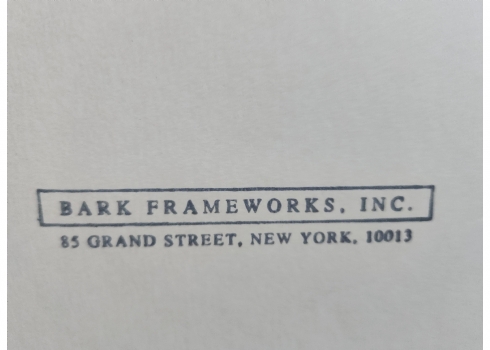 BARK FRAMEWORKS, INC.
85 GRAND STREET, NEW YORK, 10013